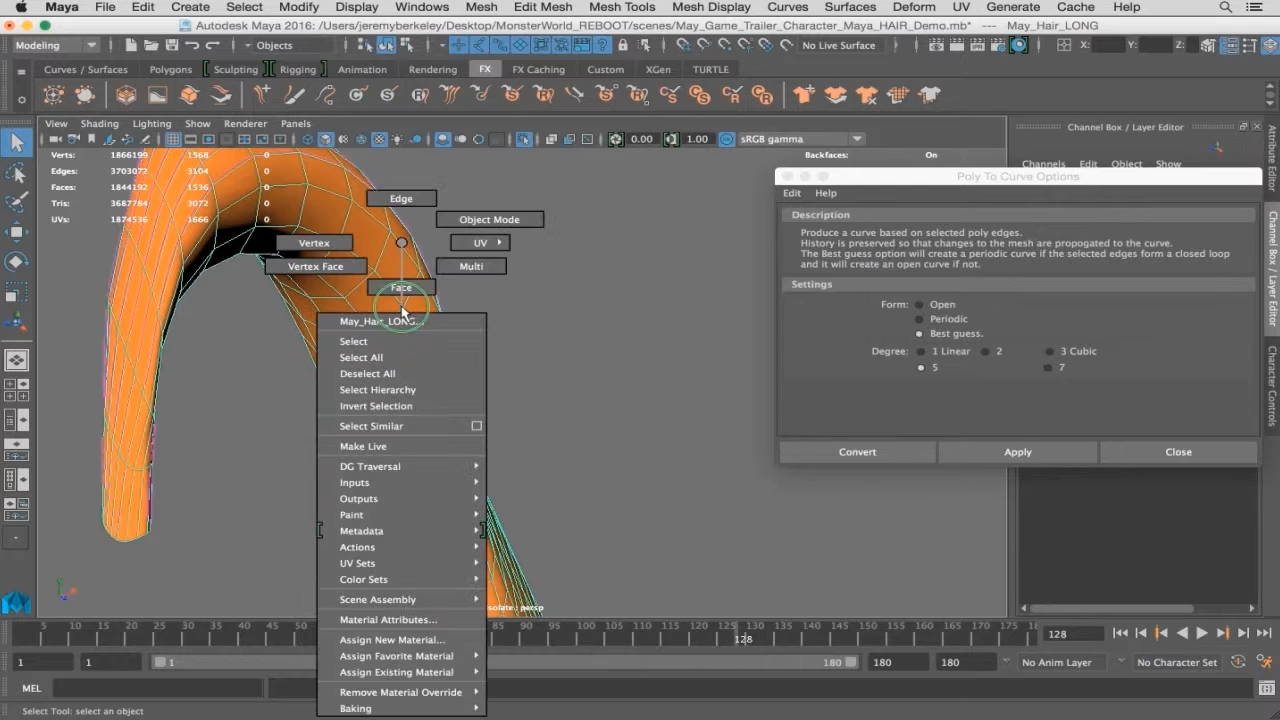 Maya File Edit Create Select Modify Display Windows Mesh Edit Mesh Mesh Tools Mesh Display Curves Surfaces Deform UV Generate Cache Help
Autodesk Maya 2016: /Users/jeremyberkeley/Desktop/MonsterWorld_REBOOT/scenes/May_Game_Trailer_Character_Maya_HAIR_Demo.mb* --- May_Hair_LONG
Modeling Objects No Live Surface X: Y: Z:
Curves / Surfaces Polygons Sculpting Rigging Animation Rendering FX FX Caching Custom XGen TURTLE
View Shading Lighting Show Renderer Panels
0.00 1.00 sRGB gamma
Verts: 1866199 1568 0
Edges: 3703072 3104 0
Faces: 1844192 1536 0
Tris: 3687784 3072 0
UVs: 1874536 1666 0
Backfaces: On
Edge
Object Mode
Vertex
UV
Vertex Face
Multi
Face
May_Hair_LONG...
Select
Select All
Deselect All
Select Hierarchy
Invert Selection
Select Similar
Make Live
DG Traversal
Inputs
Outputs
Paint
Metadata
Actions
UV Sets
Color Sets
Scene Assembly
Material Attributes...
Assign New Material...
Assign Favorite Material
Assign Existing Material
Remove Material Override
Baking
Channel Box / Layer Editor
Channels Edit Object Show
Poly To Curve Options
Edit Help
Description
Produce a curve based on selected poly edges.
History is preserved so that changes to the mesh are propogated to the curve.
The Best guess option will create a periodic curve if the selected edges form a closed loop
and it will create an open curve if not.
Settings
Form: Open
Periodic
Best guess.
Degree: 1 Linear 2 3 Cubic
5 7
Convert Apply Close
Attribute Editor
Channel Box / Layer Editor
Character Controls
isolate : persp
5 10 15 20 25 30 35 40 45 50 85 90 95 100 105 110 115 120 125 130 135 140 145 150 155 160 165 170 175 18
128
128
1 1 1 180 180 180 No Anim Layer No Character Set
MEL
Select Tool: select an object